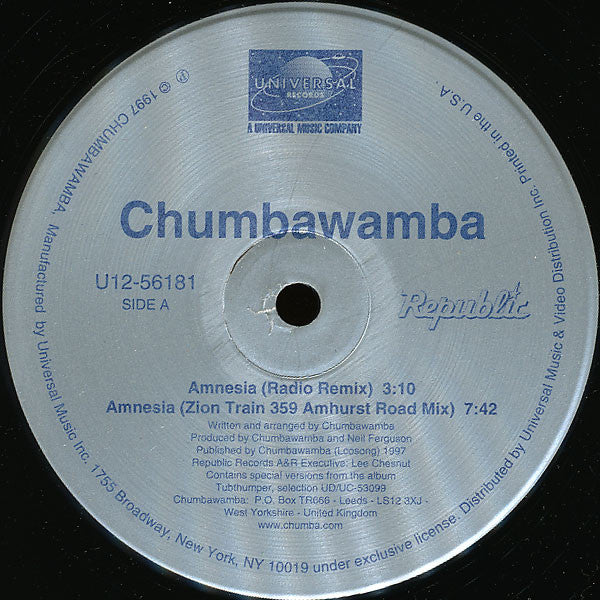 UNIVERSAL
RECORDS
A UNIVERSAL MUSIC COMPANY
Chumbawamba
U12-56181
SIDE A
Republic
Amnesia (Radio Remix) 3:10
Amnesia (Zion Train 359 Amhurst Road Mix) 7:42
Written and arranged by Chumbawamba
Produced by Chumbawamba and Neil Ferguson
Published by Chumbawamba (Leosong) 1997
Republic Records A&R Executive: Lee Chesnut
Contains special versions from the album
Tubthumper, selection UD/UC-53099
Chumbawamba: P.O. Box TR666 - Leeds - LS12 3XJ -
West Yorkshire - United Kingdom
www.chumba.com
℗ © 1997 CHUMBAWAMBA. Manufactured by Universal Music Inc. 1755 Broadway, New York, NY 10019 under exclusive license. Distributed by Universal Music & Video Distribution Inc. Printed in the U.S.A.